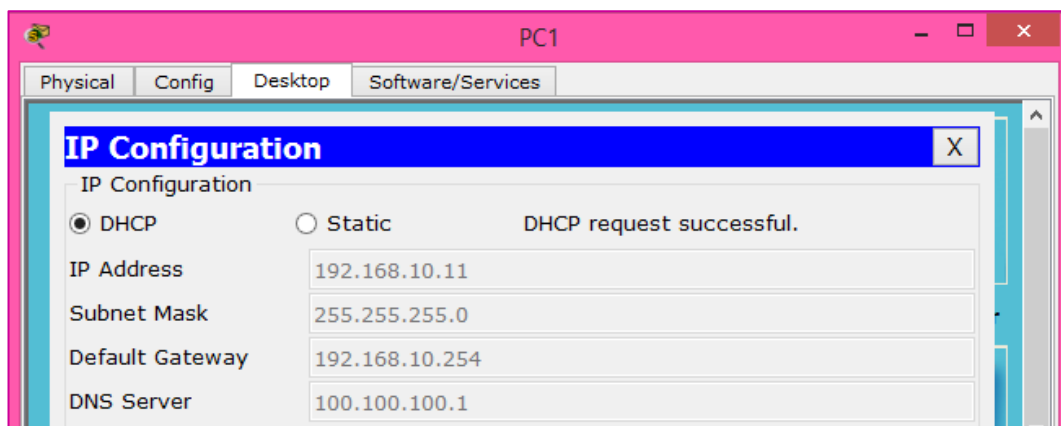 PC1
Physical Config Desktop Software/Services
IP Configuration X
IP Configuration
DHCP Static DHCP request successful.
IP Address 192.168.10.11
Subnet Mask 255.255.255.0
Default Gateway 192.168.10.254
DNS Server 100.100.100.1